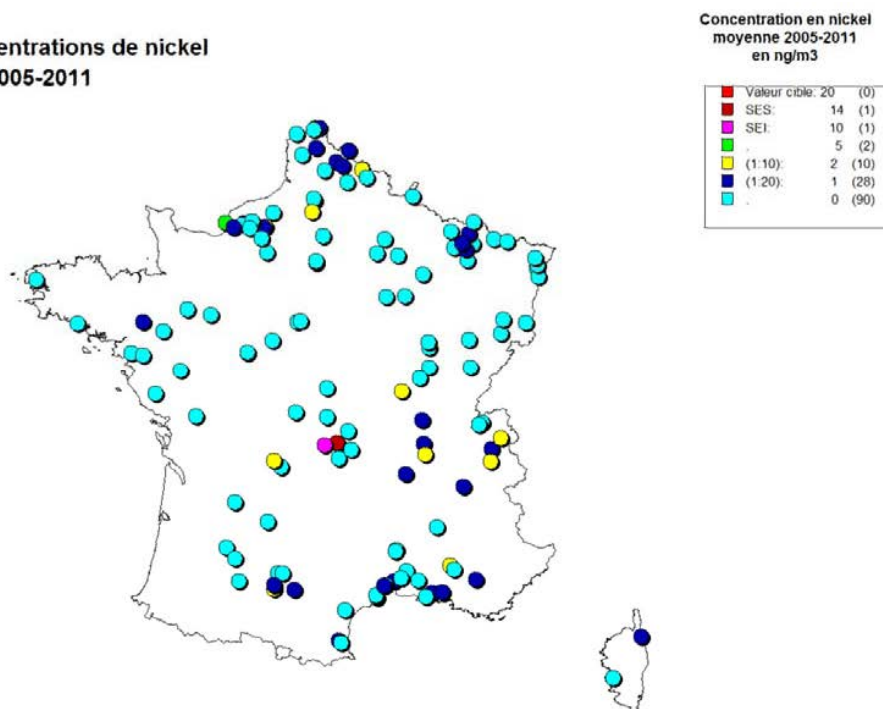 entrations de nickel
005-2011
Concentration en nickel
moyenne 2005-2011
en ng/m3
Valeur cible: 20 (0)
SES: 14 (1)
SEI: 10 (1)
. 5 (2)
(1:10): 2 (10)
(1:20): 1 (28)
. 0 (90)